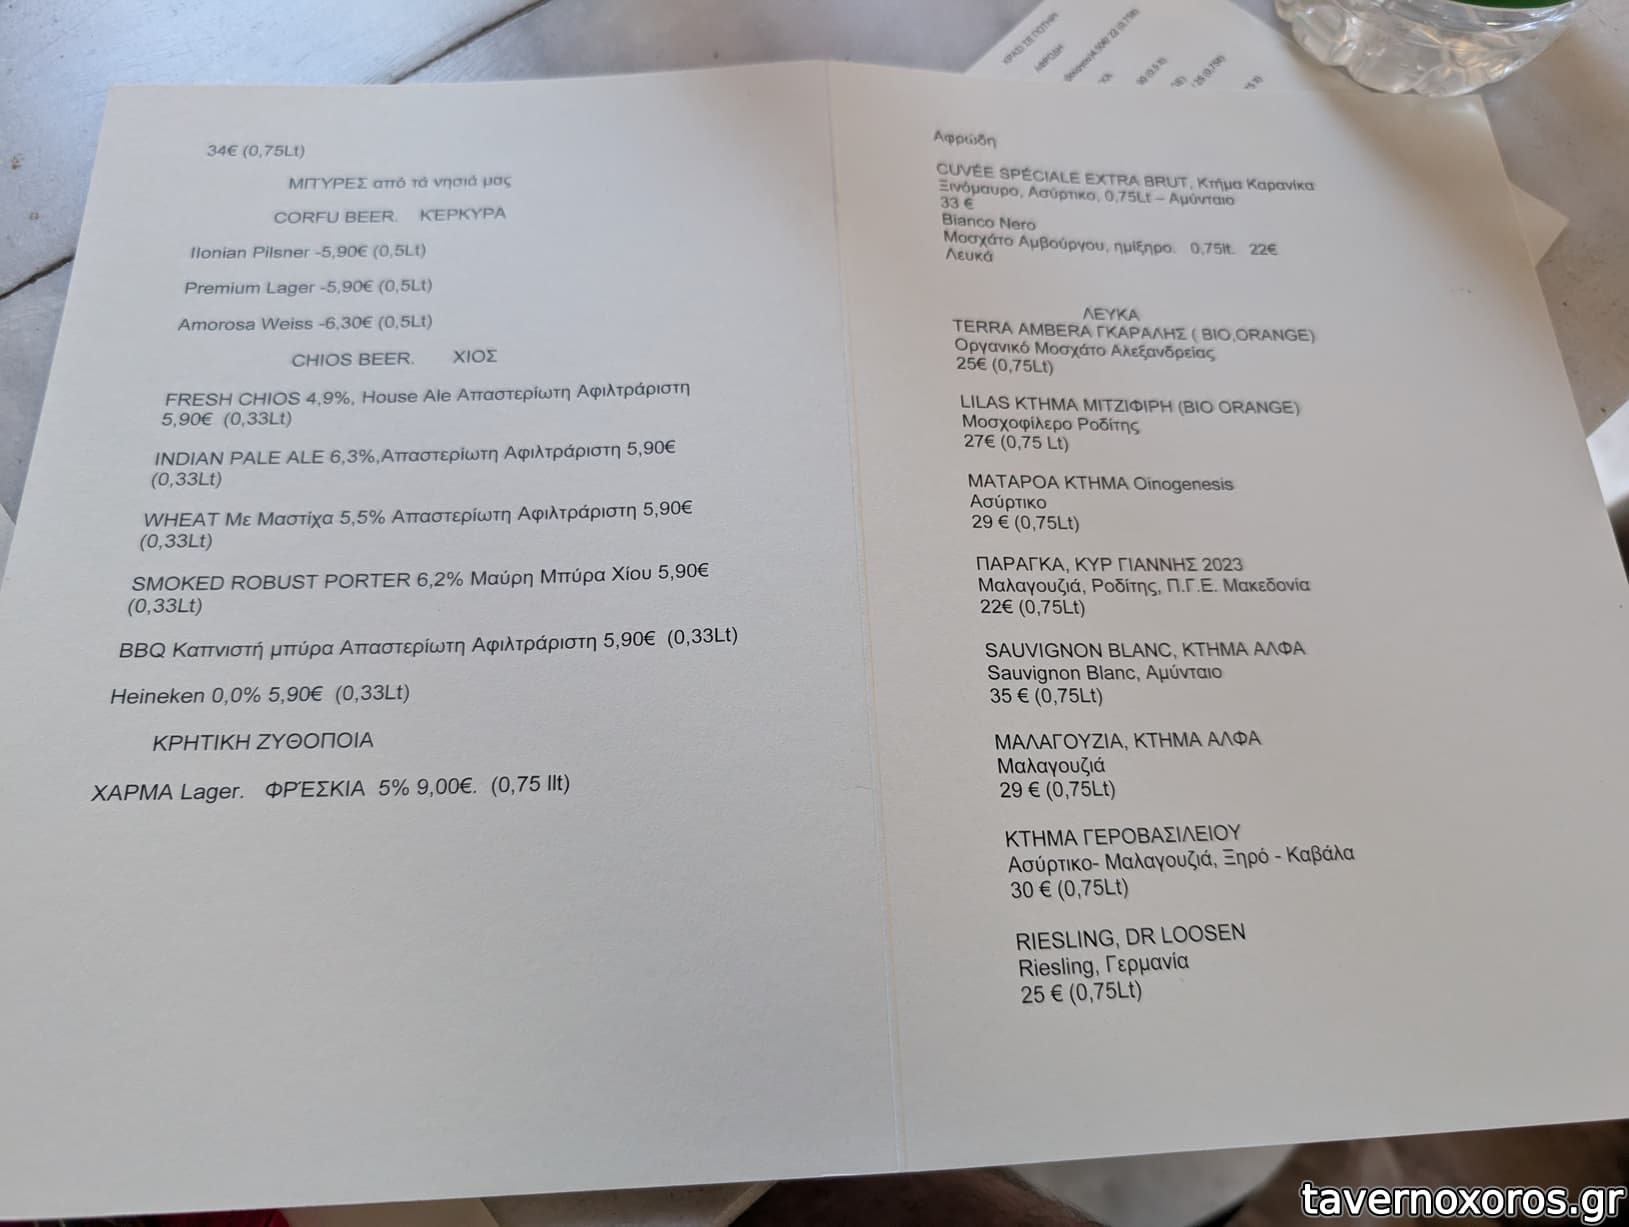 34€ (0,75Lt)
ΜΠΥΡΕΣ από τά νησιά μας
CORFU BEER. ΚΈΡΚΥΡΑ
IIonian Pilsner -5,90€ (0,5Lt)
Premium Lager -5,90€ (0,5Lt)
Amorosa Weiss -6,30€ (0,5Lt)
CHIOS BEER. ΧΙΟΣ
FRESH CHIOS 4,9%, House Ale Απαστερίωτη Αφιλτράριστη
5,90€ (0,33Lt)
INDIAN PALE ALE 6,3%,Απαστερίωτη Αφιλτράριστη 5,90€
(0,33Lt)
WHEAT Με Μαστίχα 5,5% Απαστερίωτη Αφιλτράριστη 5,90€
(0,33Lt)
SMOKED ROBUST PORTER 6,2% Μαύρη Μπύρα Χίου 5,90€
(0,33Lt)
BBQ Καπνιστή μπύρα Απαστερίωτη Αφιλτράριστη 5,90€ (0,33Lt)
Heineken 0,0% 5,90€ (0,33Lt)
ΚΡΗΤΙΚΗ ΖΥΘΟΠΟΙΑ
ΧΑΡΜΑ Lager. ΦΡΈΣΚΙΑ 5% 9,00€. (0,75 llt)
Αφρώδη
CUVÉE SPÉCIALE EXTRA BRUT, Κτήμα Καρανίκα
Ξινόμαυρο, Ασύρτικο, 0,75Lt – Αμύνταιο
33 €
Bianco Nero
Μοσχάτο Αμβούργου, ημίξηρο. 0,75lt. 22€
Λευκά
ΛΕΥΚΑ
TERRA AMBERA ΓΚΑΡΑΛΗΣ ( BIO,ORANGE)
Οργανικό Μοσχάτο Αλεξανδρείας
25€ (0,75Lt)
LILAS ΚΤΗΜΑ ΜΙΤΖΙΦΙΡΗ (BIO ORANGE)
Μοσχοφίλερο Ροδίτης
27€ (0,75 Lt)
ΜΑΤΑΡΟΑ ΚΤΗΜΑ Oinogenesis
Ασύρτικο
29 € (0,75Lt)
ΠΑΡΑΓΚΑ, ΚΥΡ ΓΙΑΝΝΗΣ 2023
Μαλαγουζιά, Ροδίτης, Π.Γ.Ε. Μακεδονία
22€ (0,75Lt)
SAUVIGNON BLANC, ΚΤΗΜΑ ΑΛΦΑ
Sauvignon Blanc, Αμύνταιο
35 € (0,75Lt)
ΜΑΛΑΓΟΥΖΙΑ, ΚΤΗΜΑ ΑΛΦΑ
Μαλαγουζιά
29 € (0,75Lt)
ΚΤΗΜΑ ΓΕΡΟΒΑΣΙΛΕΙΟΥ
Ασύρτικο- Μαλαγουζιά, Ξηρό - Καβάλα
30 € (0,75Lt)
RIESLING, DR LOOSEN
Riesling, Γερμανία
25 € (0,75Lt)
ΚΡΑΣΙ ΣΕ ΠΟΤΗΡΙ
ΑΦΡΩΔΗ
tavernoxoros.gr